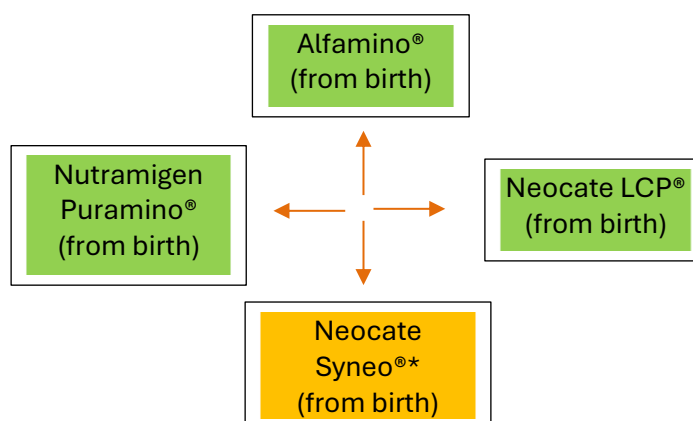 Alfamino®
(from birth)
Nutramigen
Puramino®
(from birth)
Neocate LCP®
(from birth)
Neocate
Syneo®*
(from birth)